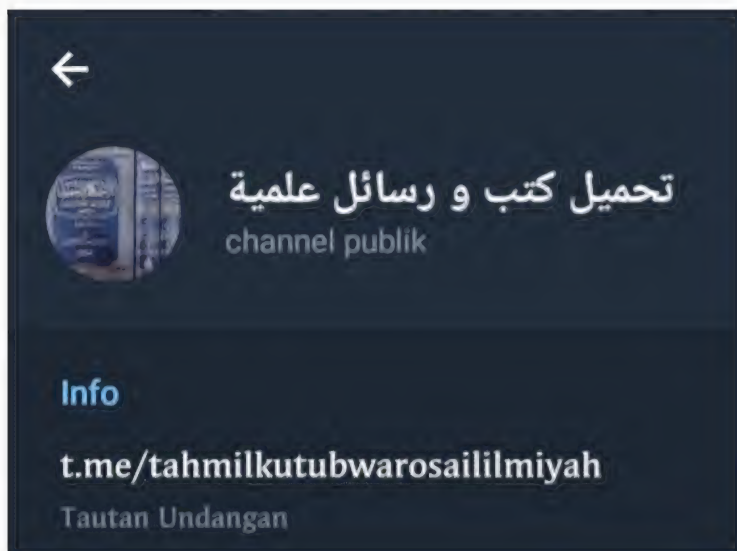 تحميل كتب و رسائل علمية
channel publik
Info
t.me/tahmilkutubwarosaililmiyah
Tautan Undangan